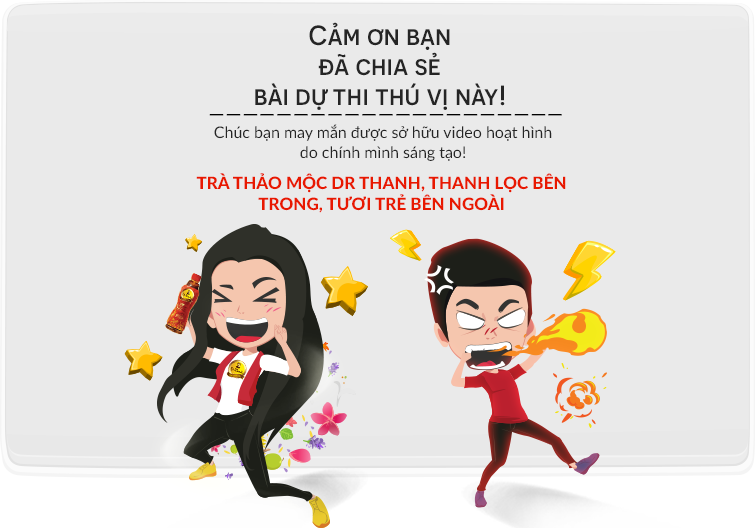 CẢM ƠN BẠN
ĐÃ CHIA SẺ
BÀI DỰ THI THÚ VỊ NÀY!
Chúc bạn may mắn được sở hữu video hoạt hình
do chính mình sáng tạo!
TRÀ THẢO MỘC DR THANH, THANH LỌC BÊN
TRONG, TƯƠI TRẺ BÊN NGOÀI